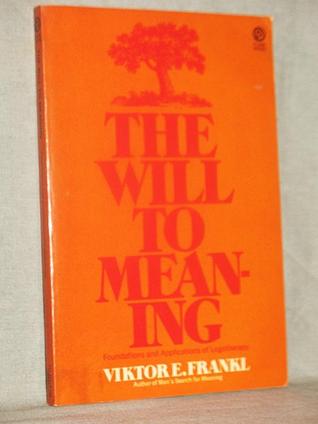 THE
WILL
TO
MEAN-
ING
Foundations and Applications of Logotherapy
VIKTOR E. FRANKL
Author of Man's Search for Meaning